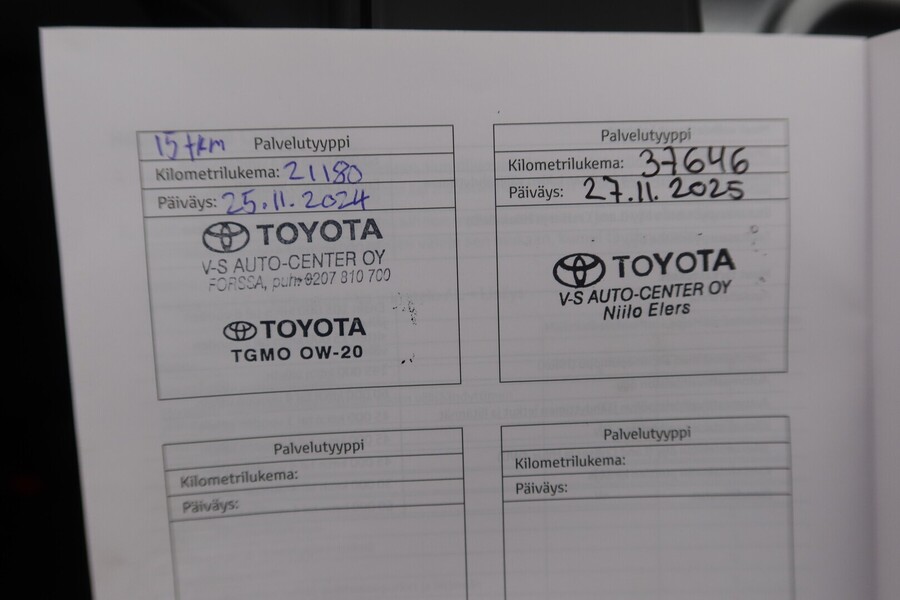 15 tkm Palvelutyyppi
Kilometrilukema: 21180
Päiväys: 25.11.2024
TOYOTA
V-S AUTO-CENTER OY
FORSSA, puh. 0207 810 700
TOYOTA
TGMO 0W-20
Palvelutyyppi
Kilometrilukema: 37646
Päiväys: 27.11.2025
TOYOTA
V-S AUTO-CENTER OY
Niilo Elers
Palvelutyyppi
Kilometrilukema:
Päiväys:
Palvelutyyppi
Kilometrilukema:
Päiväys: